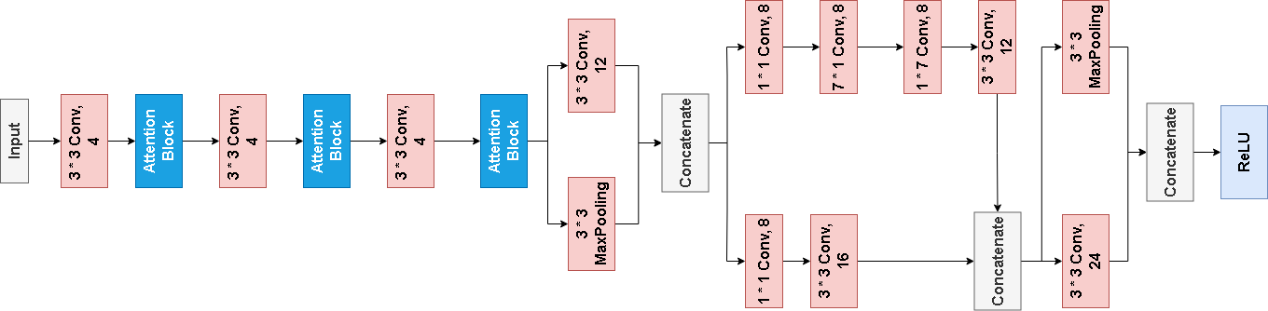 Input
3 * 3 Conv,
4
Attention
Block
3 * 3 Conv,
4
Attention
Block
3 * 3 Conv,
4
Attention
Block
3 * 3 Conv,
12
3 * 3
MaxPooling
Concatenate
1 * 1 Conv, 8
7 * 1 Conv, 8
1 * 7 Conv, 8
3 * 3 Conv,
12
1 * 1 Conv, 8
3 * 3 Conv,
16
Concatenate
3 * 3
MaxPooling
3 * 3 Conv,
24
Concatenate
ReLU